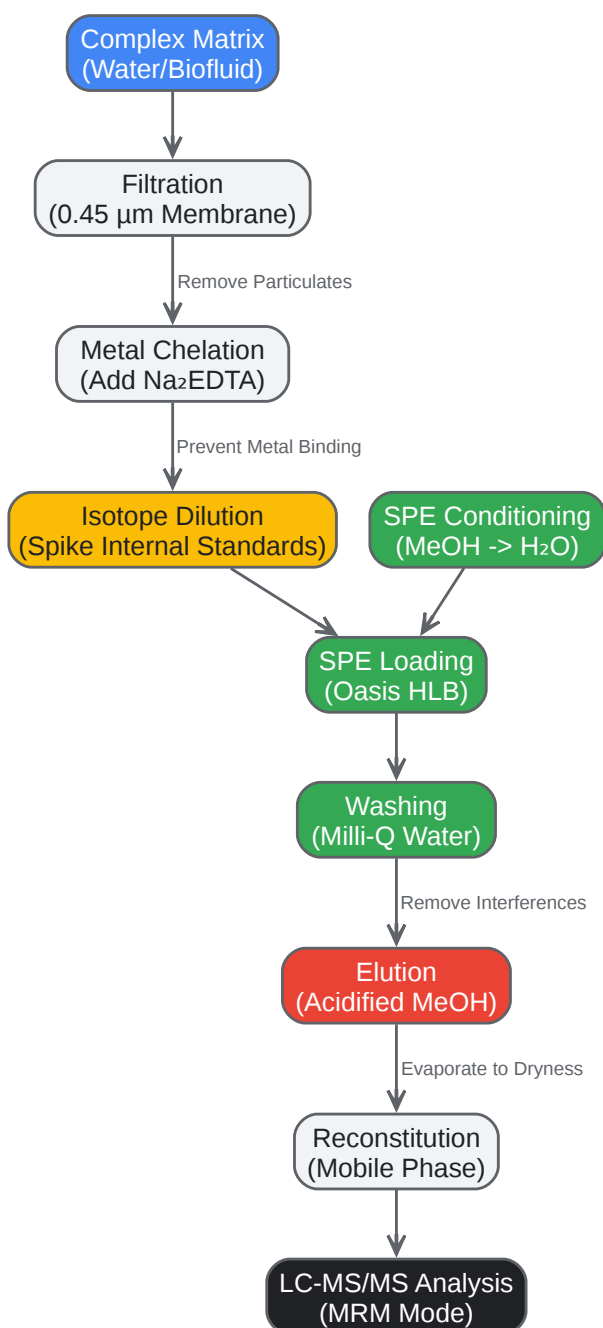 Complex Matrix
(Water/Biofluid)
Filtration
(0.45 µm Membrane)
Remove Particulates
Metal Chelation
(Add Na₂EDTA)
Prevent Metal Binding
Isotope Dilution
(Spike Internal Standards)
SPE Conditioning
(MeOH -> H₂O)
SPE Loading
(Oasis HLB)
Washing
(Milli-Q Water)
Remove Interferences
Elution
(Acidified MeOH)
Evaporate to Dryness
Reconstitution
(Mobile Phase)
LC-MS/MS Analysis
(MRM Mode)